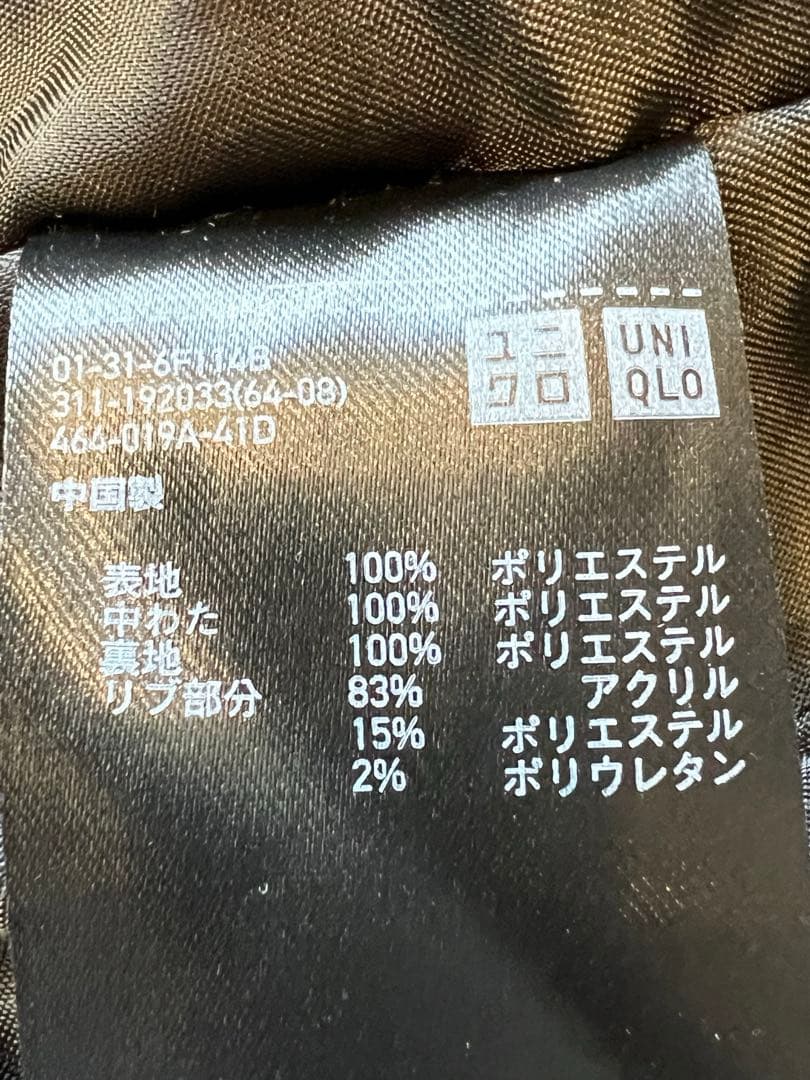 ユニ
クロ
UNI
QLO
01-31-6F114B
311-192033(64-08)
464-019A-41D
中国製
表地 100% ポリエステル
中わた 100% ポリエステル
裏地 100% ポリエステル
リブ部分 83% アクリル
15% ポリエステル
2% ポリウレタン